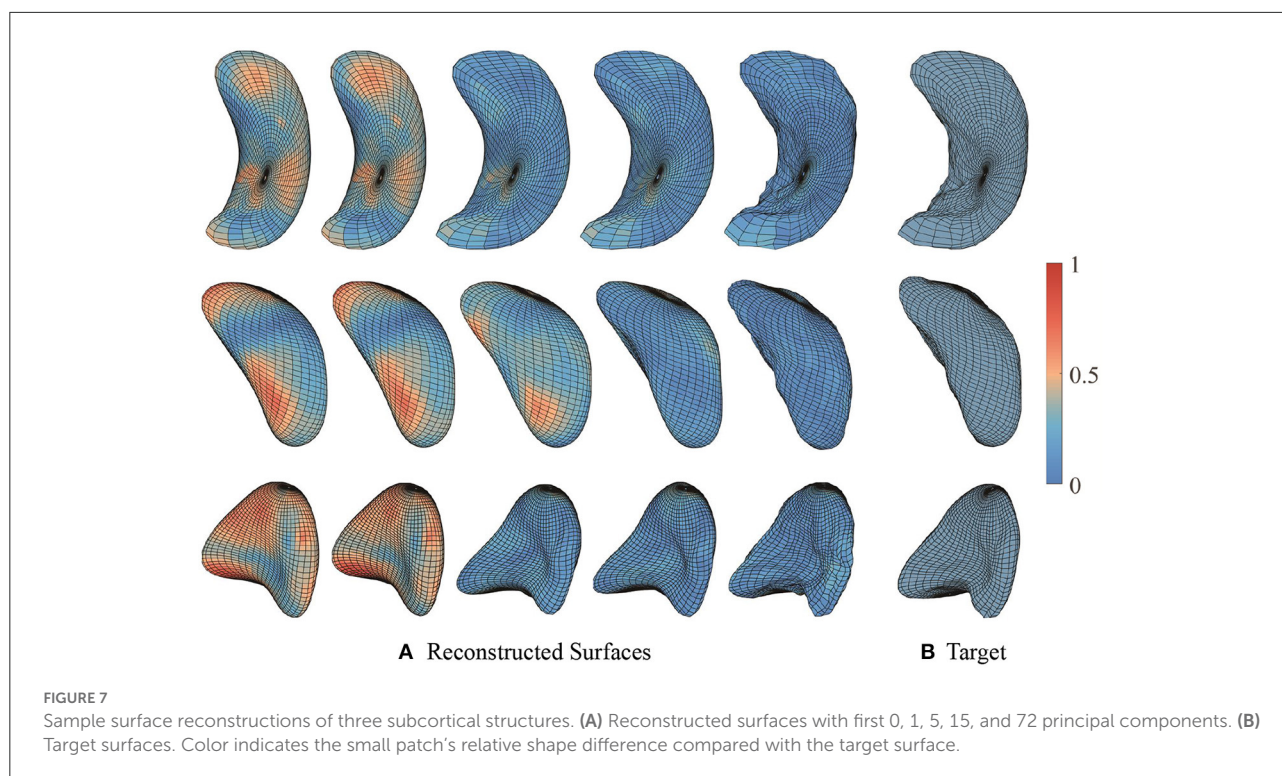 1
0.5
0
A Reconstructed Surfaces
B Target
FIGURE 7
Sample surface reconstructions of three subcortical structures. (A) Reconstructed surfaces with first 0, 1, 5, 15, and 72 principal components. (B)
Target surfaces. Color indicates the small patch's relative shape difference compared with the target surface.